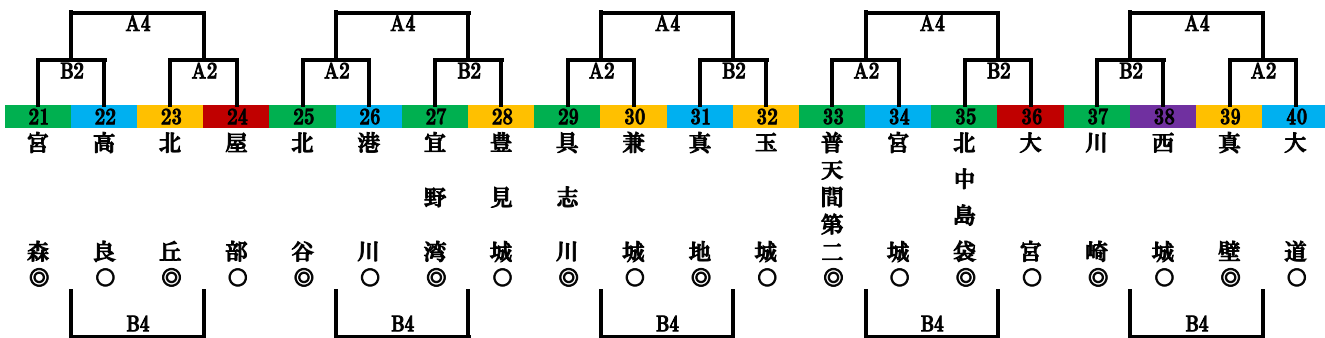 A4 A4 A4 A4 A4
B2 A2 A2 B2 A2 B2 A2 B2 B2 A2
21 22 23 24 25 26 27 28 29 30 31 32 33 34 35 36 37 38 39 40
宮森
高良
北丘
屋部
北谷
港川
宜野湾
豊見城
具志川
兼城
真地
玉城
普天間第二
宮城
北中島袋
大宮
川崎
西城
真壁
大道
◎ ○ ◎ ○ ◎ ○ ◎ ○ ◎ ○ ◎ ○ ◎ ○ ◎ ○ ◎ ○ ◎ ○
B4 B4 B4 B4 B4